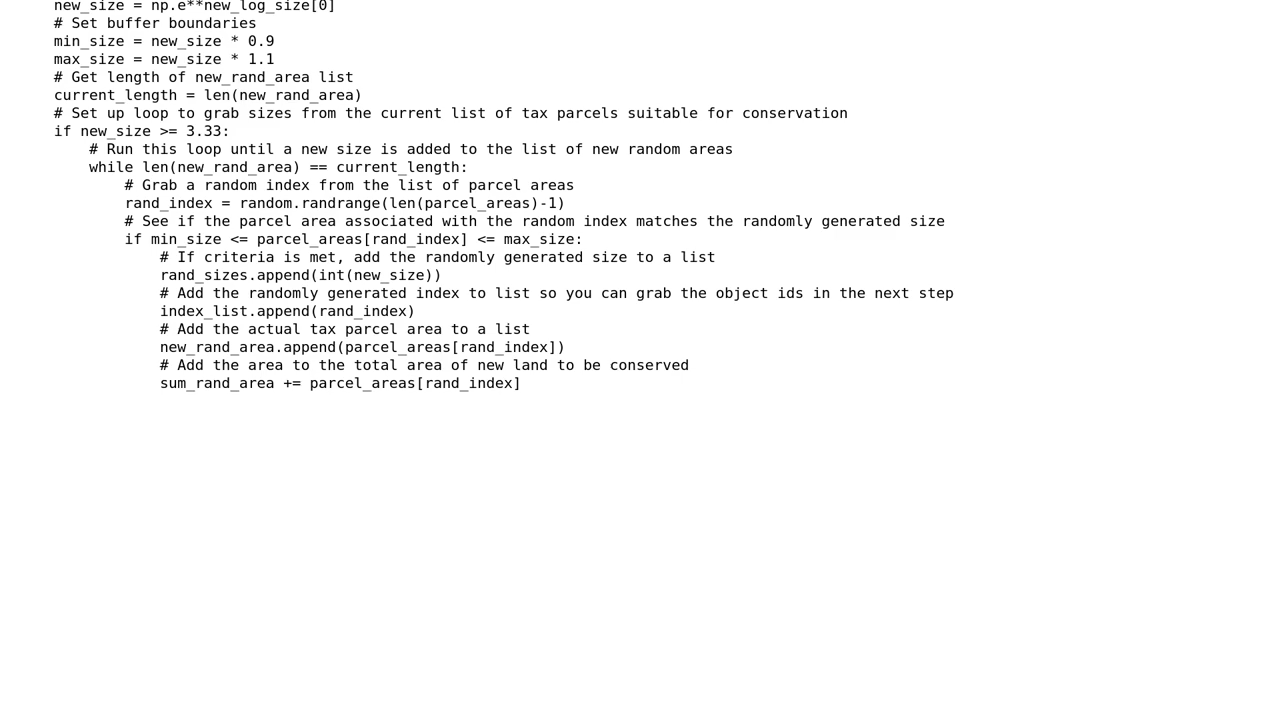 new_size = np.e**new_log_size[0]
# Set buffer boundaries
min_size = new_size * 0.9
max_size = new_size * 1.1
# Get length of new_rand_area list
current_length = len(new_rand_area)
# Set up loop to grab sizes from the current list of tax parcels suitable for conservation
if new_size >= 3.33:
    # Run this loop until a new size is added to the list of new random areas
    while len(new_rand_area) == current_length:
        # Grab a random index from the list of parcel areas
        rand_index = random.randrange(len(parcel_areas)-1)
        # See if the parcel area associated with the random index matches the randomly generated size
        if min_size <= parcel_areas[rand_index] <= max_size:
            # If criteria is met, add the randomly generated size to a list
            rand_sizes.append(int(new_size))
            # Add the randomly generated index to list so you can grab the object ids in the next step
            index_list.append(rand_index)
            # Add the actual tax parcel area to a list
            new_rand_area.append(parcel_areas[rand_index])
            # Add the area to the total area of new land to be conserved
            sum_rand_area += parcel_areas[rand_index]